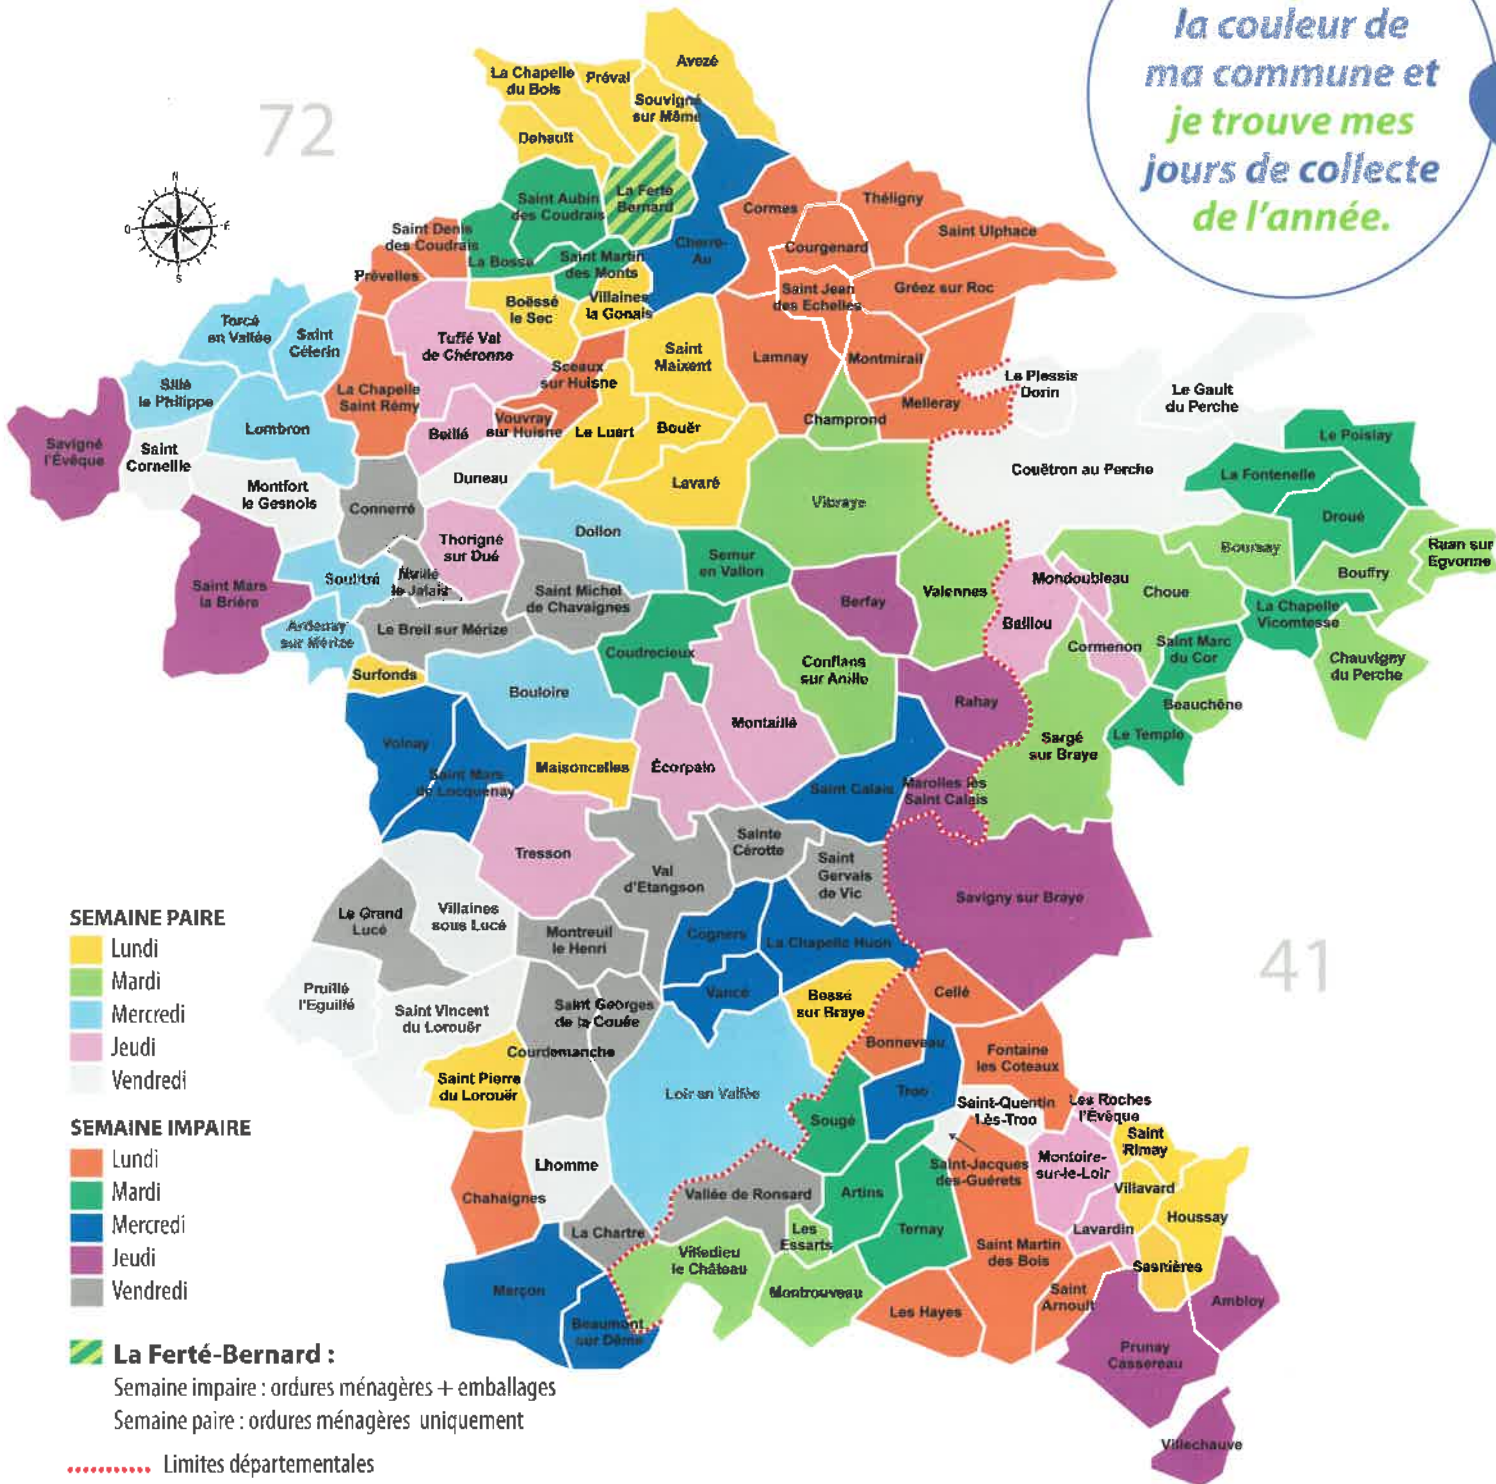 la couleur de
ma commune et
je trouve mes
jours de collecte
de l'année.
72
N
E
S
O
Avezé
La Chapelle
du Bois
Préval
Souvigné
sur Même
Dehault
Saint Aubin
des Coudrais
La Ferté
Bernard
Cormes
Théligny
Saint Ulphace
Courgenard
Saint Denis
des Coudrais
La Bosse
Saint Martin
des Monts
Cherré-
Au
Prévelles
Saint Jean
des Echelles
Gréez sur Roc
Boëssé
le Sec
Villaines
la Gonais
Torcé
en Vallée
Saint
Célerin
Tuffé Val
de Chéronne
Saint
Maixent
Lamnay
Montmirail
Sceaux
sur Huisne
Le Plessis
Dorin
Le Gault
du Perche
Sillé
le Philippe
La Chapelle
Saint Rémy
Melleray
Champrond
Vouvray
sur Huisne
Beillé
Le Luart
Bouër
Lombron
Savigné
l'Évêque
Saint
Corneille
Le Poislay
Couëtron au Perche
La Fontenelle
Duneau
Lavaré
Montfort
le Gesnois
Connerré
Vibraye
Droué
Dollon
Thorigné
sur Dué
Semur
en Vallon
Boursay
Ruan sur
Egvonne
Bouffry
Saint Mars
la Brière
Soulitré
Nuillé
le Jalais
Saint Michel
de Chavaignes
Mondoubleau
Choue
Valennes
Berfay
La Chapelle
Vicomtesse
Ardenay
sur Mérize
Le Breil sur Mérize
Baillou
Cormenon
Saint Marc
du Cor
Coudrecieux
Conflans
sur Anille
Chauvigny
du Perche
Surfonds
Bouloire
Rahay
Beauchêne
Montaillé
Le Temple
Sargé
sur Braye
Volnay
Saint Mars
de Locquenay
Maisoncelles
Écorpain
Saint Calais
Marolles lès
Saint Calais
Sainte
Cérotte
Tresson
Saint
Gervais
de Vic
Val
d'Etangson
Savigny sur Braye
Le Grand
Lucé
Villaines
sous Lucé
Montreuil
le Henri
Cogners
La Chapelle Huon
41
Pruillé
l'Eguillé
Vancé
Bessé
sur Braye
Cellé
Saint Vincent
du Lorouër
Saint Georges
de la Couée
Bonneveau
Courdemanche
Fontaine
les Coteaux
Saint Pierre
du Lorouër
Loir en Vallée
Troo
Saint-Quentin
Lès-Troo
Les Roches
l'Évêque
Sougé
Saint
Rimay
Lhomme
Montoire-
sur-le-Loir
Saint-Jacques
des-Guérets
Villavard
Chahaignes
Vallée de Ronsard
Artins
Houssay
La Chartre
Les
Essarts
Ternay
Lavardin
Villedieu
le Château
Saint Martin
des Bois
Sasnières
Marçon
Montrouveau
Les Hayes
Saint
Arnoult
Ambloy
Beaumont
sur Dême
Prunay
Cassereau
Villechauve
SEMAINE PAIRE
Lundi
Mardi
Mercredi
Jeudi
Vendredi
SEMAINE IMPAIRE
Lundi
Mardi
Mercredi
Jeudi
Vendredi
La Ferté-Bernard :
Semaine impaire : ordures ménagères + emballages
Semaine paire : ordures ménagères uniquement
Limites départementales